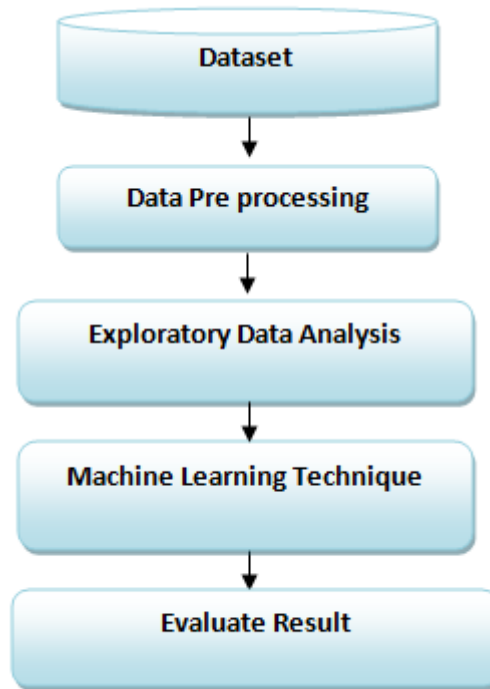 Dataset
Data Pre processing
Exploratory Data Analysis
Machine Learning Technique
Evaluate Result